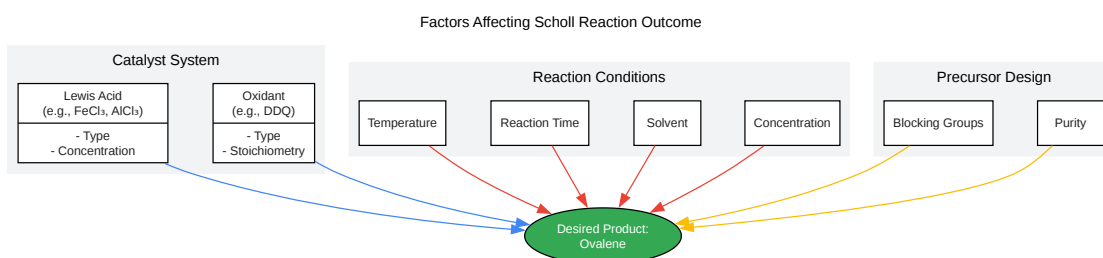 Factors Affecting Scholl Reaction Outcome
Catalyst System
Lewis Acid
(e.g., FeCl₃, AlCl₃)
- Type
- Concentration
Oxidant
(e.g., DDQ)
- Type
- Stoichiometry
Reaction Conditions
Temperature
Reaction Time
Solvent
Concentration
Precursor Design
Blocking Groups
Purity
Desired Product:
Ovalene